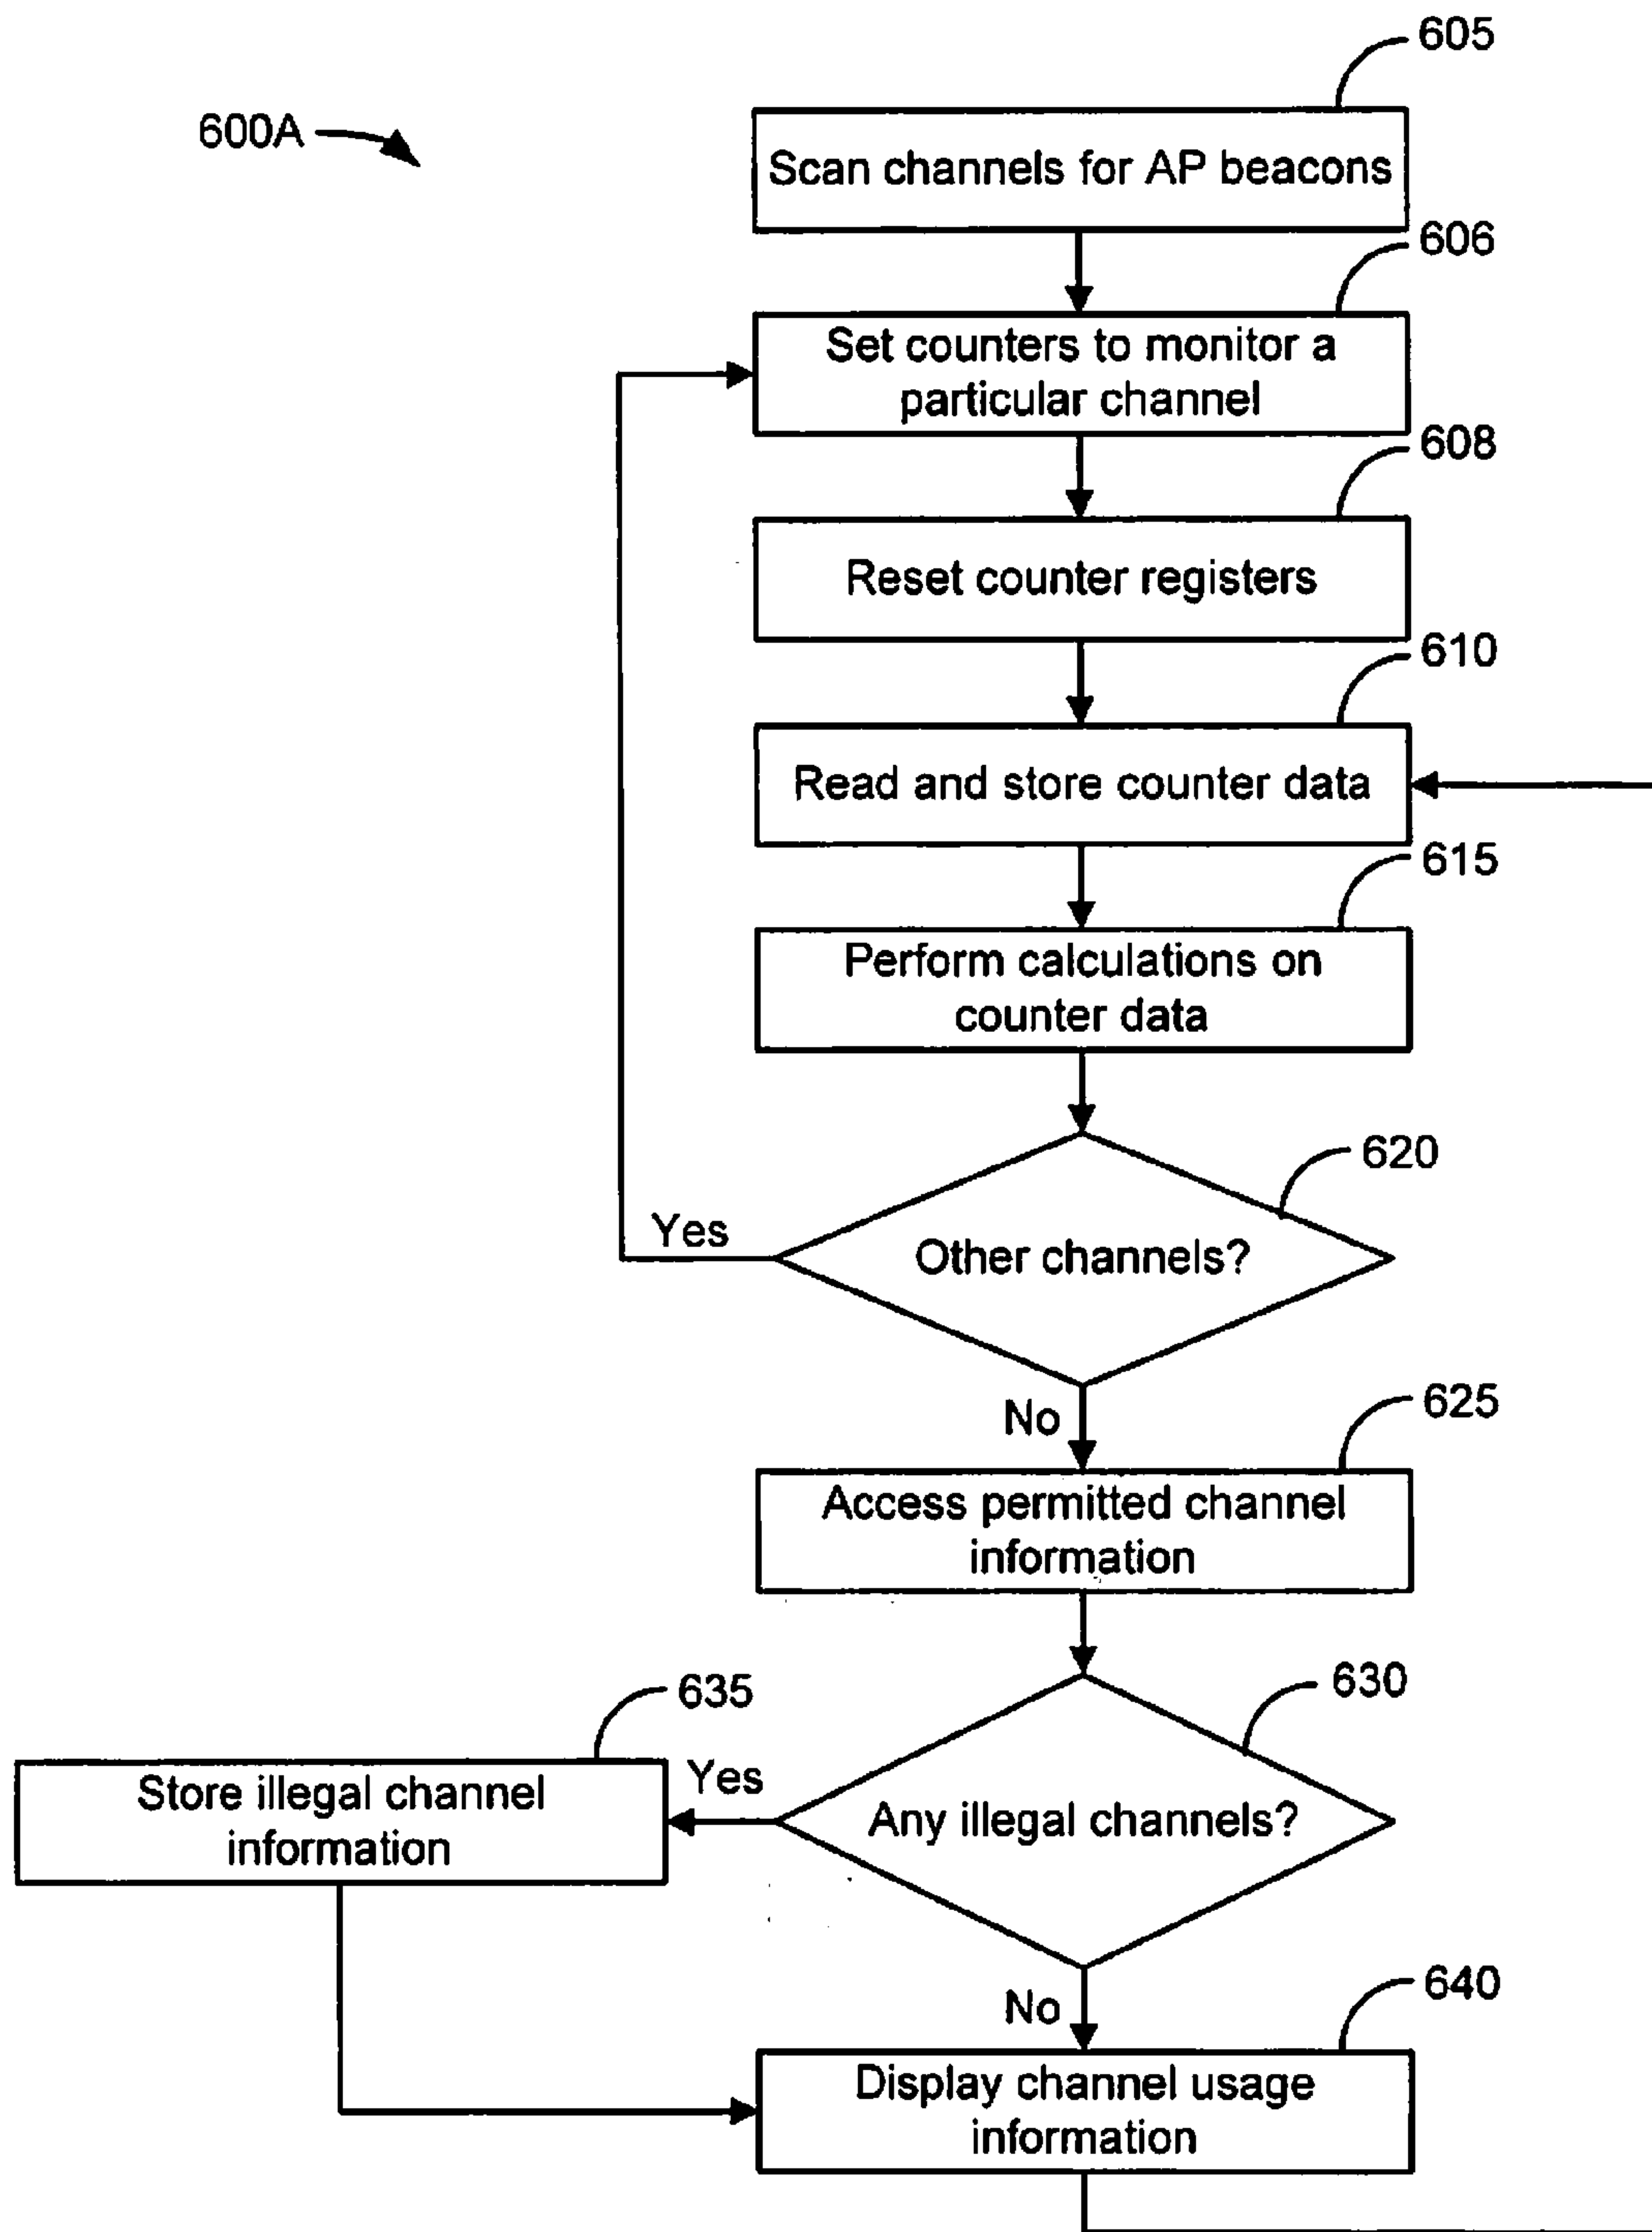 605
600A
Scan channels for AP beacons
606
Set counters to monitor a
particular channel
608
Reset counter registers
610
Read and store counter data
615
Perform calculations on
counter data
620
Yes
Other channels?
No
625
Access permitted channel
information
630
635
Yes
Store illegal channel
information
Any illegal channels?
No
640
Display channel usage
information